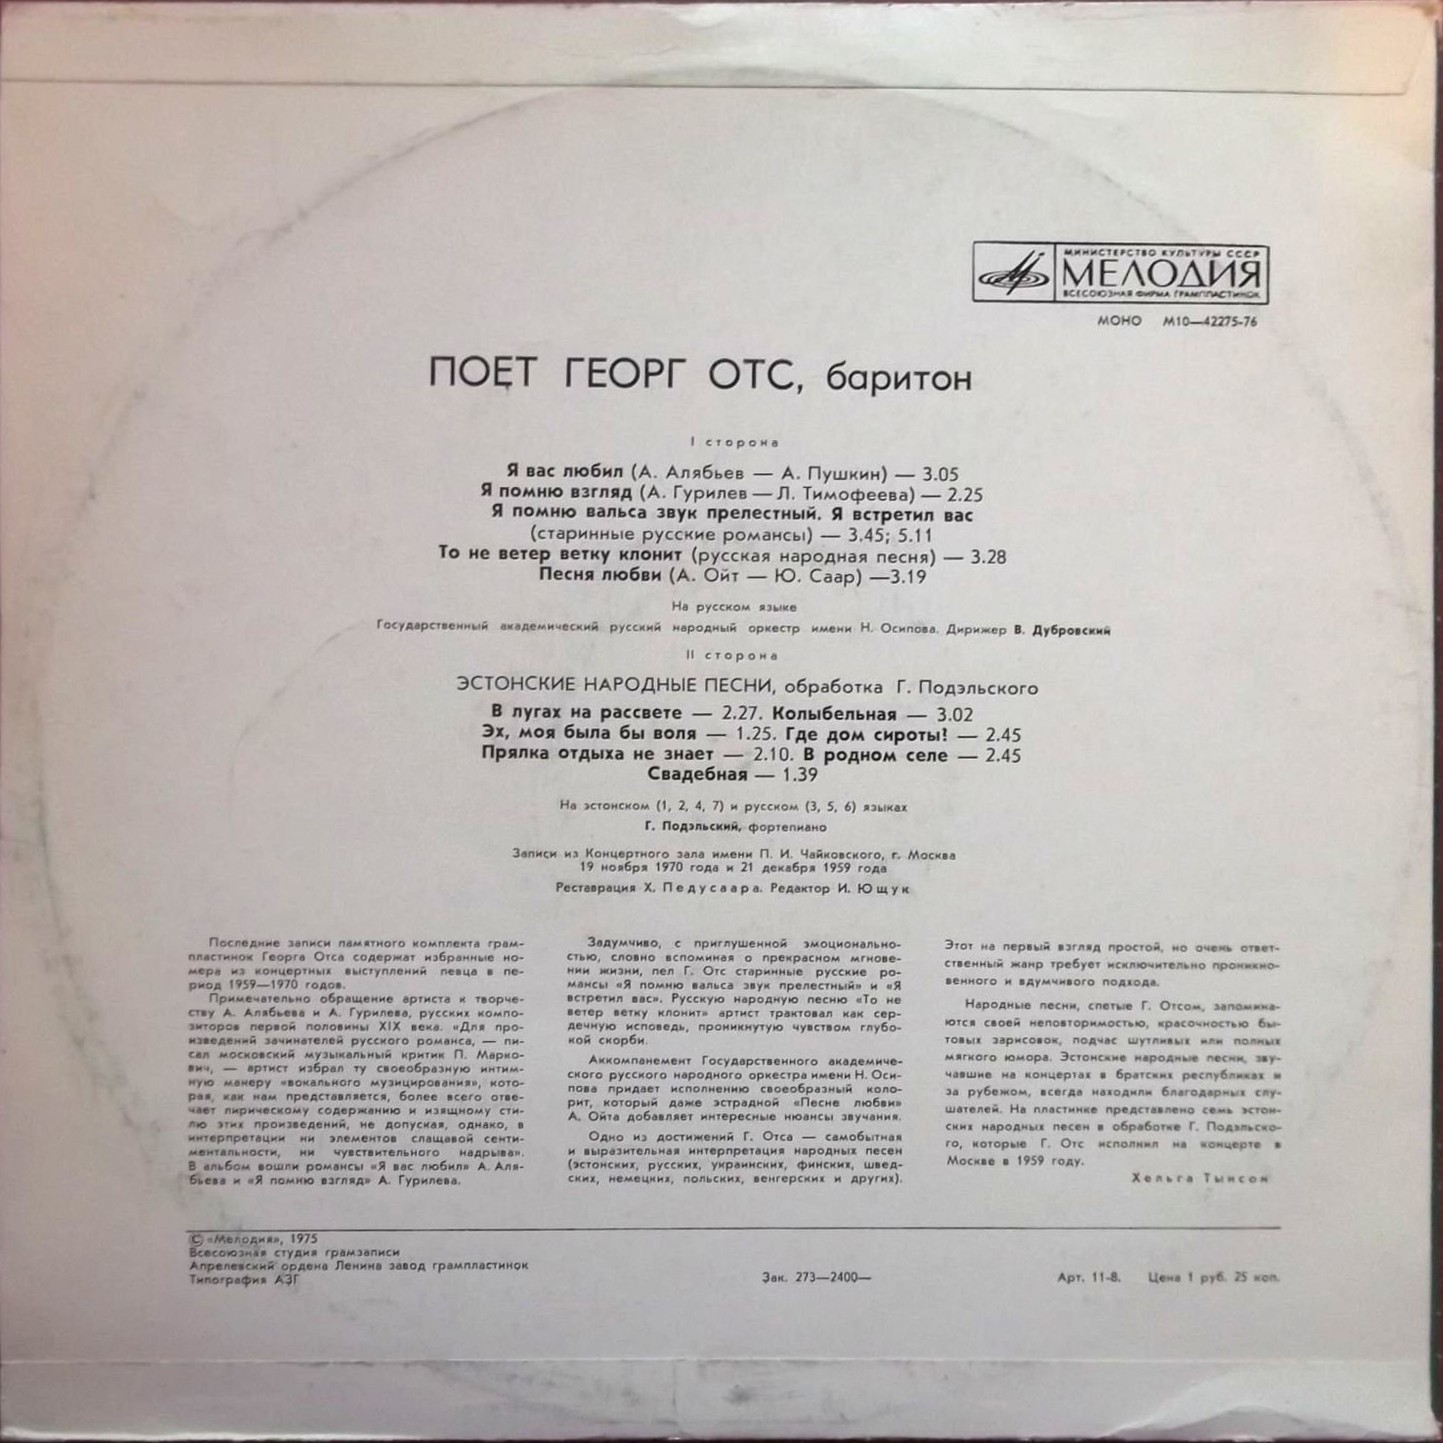 МИНИСТЕРСТВО КУЛЬТУРЫ СССР
МЕЛОДИЯ
ВСЕСОЮЗНАЯ ФИРМА ГРАМПЛАСТИНОК
МОНО М10—42275-76
ПОЕТ ГЕОРГ ОТС, баритон
I сторона
Я вас любил (А. Алябьев — А. Пушкин) — 3.05
Я помню взгляд (А. Гурилев — Л. Тимофеева) — 2.25
Я помню вальса звук прелестный. Я встретил вас
(старинные русские романсы) — 3.45; 5.11
То не ветер ветку клонит (русская народная песня) — 3.28
Песня любви (А. Ойт — Ю. Саар) —3.19
На русском языке
Государственный академический русский народный оркестр имени Н. Осипова. Дирижер В. Дубровский
II сторона
ЭСТОНСКИЕ НАРОДНЫЕ ПЕСНИ, обработка Г. Подэльского
В лугах на рассвете — 2.27. Колыбельная — 3.02
Эх, моя была бы воля — 1.25. Где дом сироты? — 2.45
Прялка отдыха не знает — 2.10. В родном селе — 2.45
Свадебная — 1.39
На эстонском (1, 2, 4, 7) и русском (3, 5, 6) языках
Г. Подэльский, фортепиано
Записи из Концертного зала имени П. И. Чайковского, г. Москва
19 ноября 1970 года и 21 декабря 1959 года
Реставрация Х. Педусаара. Редактор И. Ющук
Последние записи памятного комплекта грам-
пластинок Георга Отса содержат избранные но-
мера из концертных выступлений певца в пе-
риод 1959—1970 годов.
Примечательно обращение артиста к творче-
ству А. Алябьева и А. Гурилева, русских компо-
зиторов первой половины XIX века. «Для про-
изведений зачинателей русского романса, — пи-
сал московский музыкальный критик П. Марко-
вич, — артист избрал ту своеобразную интим-
ную манеру «вокального музицирования», кото-
рая, как нам представляется, более всего отве-
чает лирическому содержанию и изящному сти-
лю этих произведений, не допуская, однако, в
интерпретации ни элементов слащавой сенти-
ментальности, ни чувствительного надрыва».
В альбом вошли романсы «Я вас любил» А. Аля-
бьева и «Я помню взгляд» А. Гурилева.
Задумчиво, с приглушенной эмоционально-
стью, словно вспоминая о прекрасном мгнове-
нии жизни, пел Г. Отс старинные русские ро-
мансы «Я помню вальса звук прелестный» и «Я
встретил вас». Русскую народную песню «То не
ветер ветку клонит» артист трактовал как сер-
дечную исповедь, проникнутую чувством глубо-
кой скорби.
Аккомпанемент Государственного академиче-
ского русского народного оркестра имени Н. Оси-
пова придает исполнению своеобразный коло-
рит, который даже эстрадной «Песне любви»
А. Ойта добавляет интересные нюансы звучания.
Одно из достижений Г. Отса — самобытная
и выразительная интерпретация народных песен
(эстонских, русских, украинских, финских, швед-
ских, немецких, польских, венгерских и других).
Этот на первый взгляд простой, но очень ответ-
ственный жанр требует исключительно проникно-
венного и вдумчивого подхода.
Народные песни, спетые Г. Отсом, запомина-
ются своей неповторимостью, красочностью бы-
товых зарисовок, подчас шутливых или полных
мягкого юмора. Эстонские народные песни, зву-
чавшие на концертах в братских республиках и
за рубежом, всегда находили благодарных слу-
шателей. На пластинке представлено семь эстон-
ских народных песен в обработке Г. Подэльско-
го, которые Г. Отс исполнил на концерте в
Москве в 1959 году.
Хельга Тынсон
© «Мелодия», 1975
Всесоюзная студия грамзаписи
Апрелевский ордена Ленина завод грампластинок
Типография АЗГ
Зак. 273—2400—
Арт. 11-8. Цена 1 руб. 25 коп.